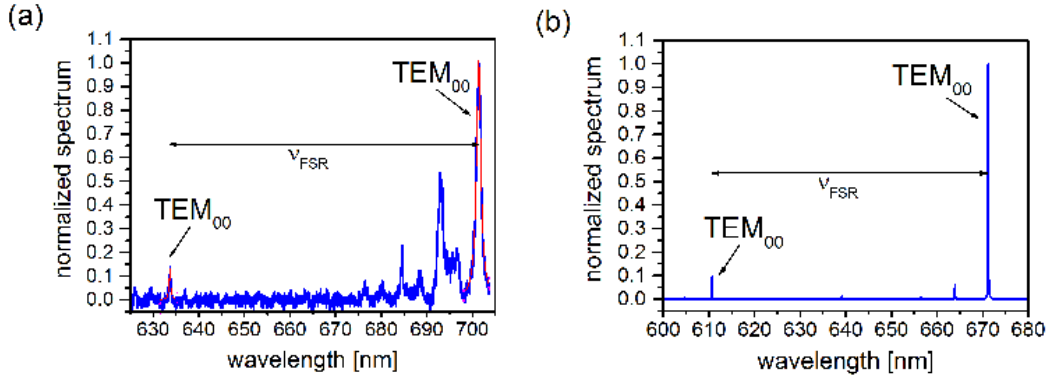 (a)
1.1
1.0
0.9
0.8
0.7
0.6
0.5
0.4
0.3
0.2
0.1
0.0
normalized spectrum
TEM₀₀
ν_FSR
TEM₀₀
630 640 650 660 670 680 690 700
wavelength [nm]
(b)
1.1
1.0
0.9
0.8
0.7
0.6
0.5
0.4
0.3
0.2
0.1
0.0
normalized spectrum
TEM₀₀
ν_FSR
TEM₀₀
600 610 620 630 640 650 660 670 680
wavelength [nm]